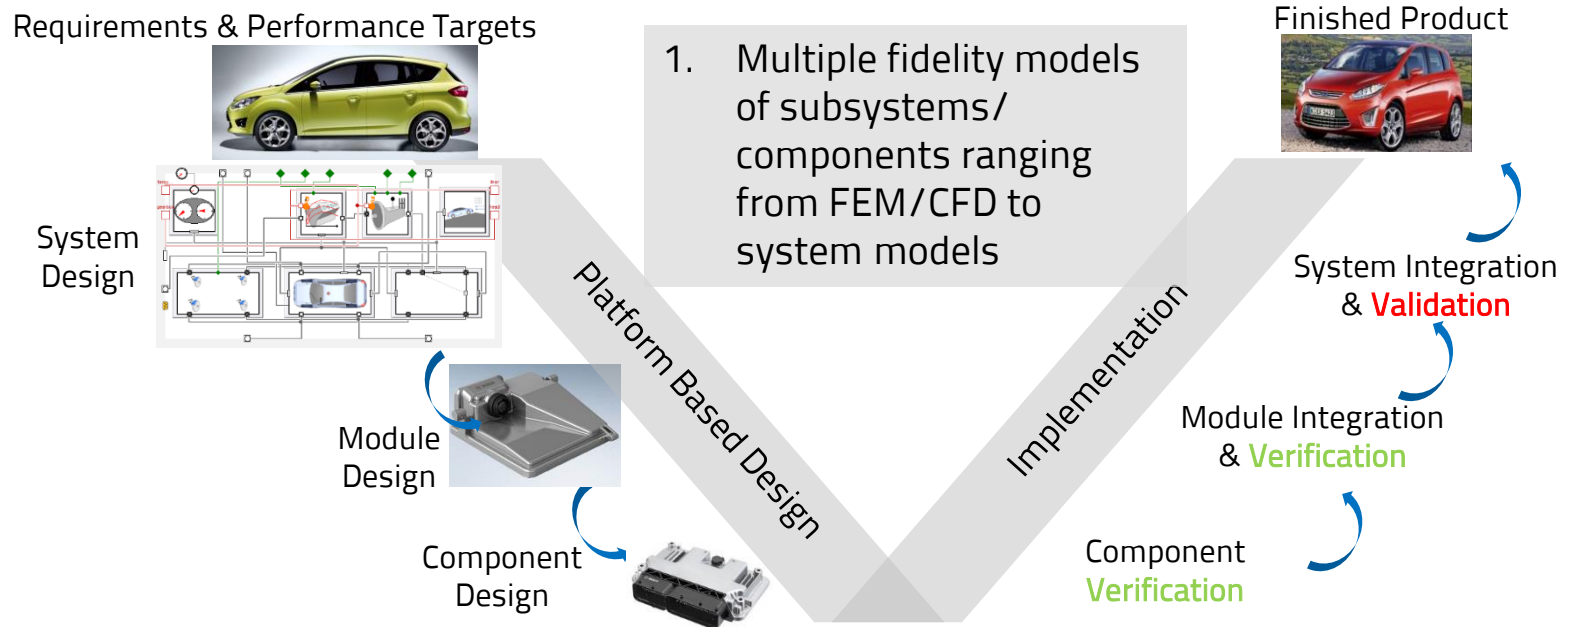 Requirements & Performance Targets
Finished Product
1. Multiple fidelity models
of subsystems/
components ranging
from FEM/CFD to
system models
System
Design
Platform Based Design
Implementation
System Integration
& Validation
Module
Design
Module Integration
& Verification
Component
Design
Component
Verification